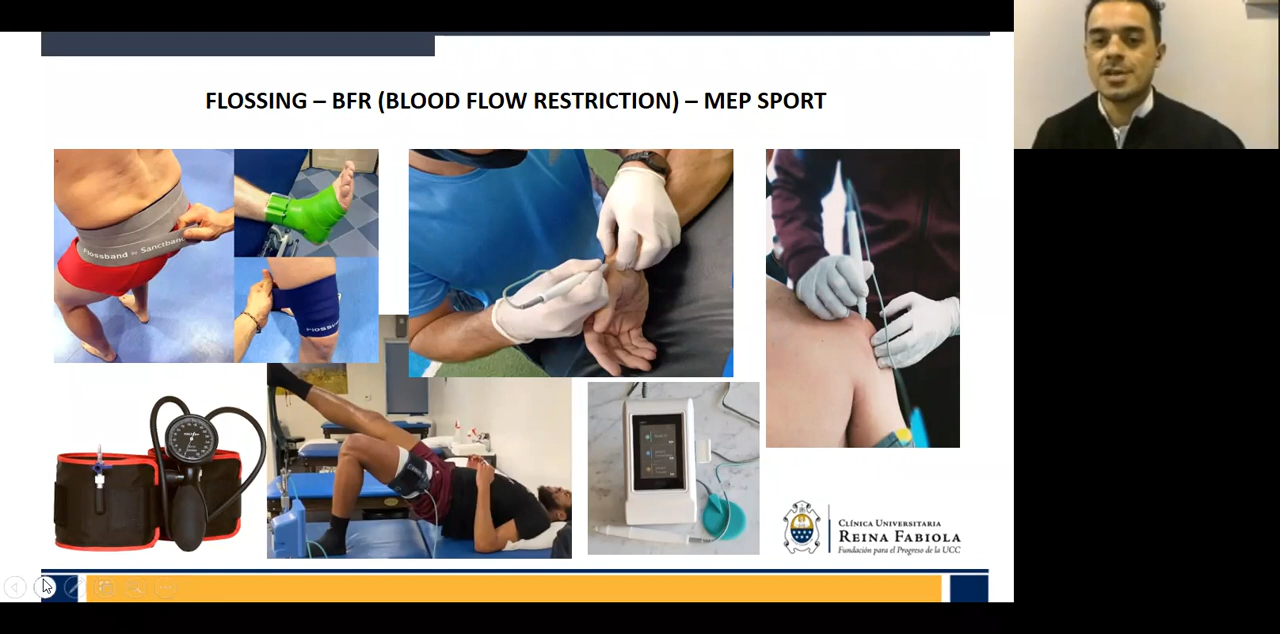 FLOSSING – BFR (BLOOD FLOW RESTRICTION) – MEP SPORT
Flossband by Sanctband
CLÍNICA UNIVERSITARIA
REINA FABIOLA
Fundación para el Progreso de la UCC